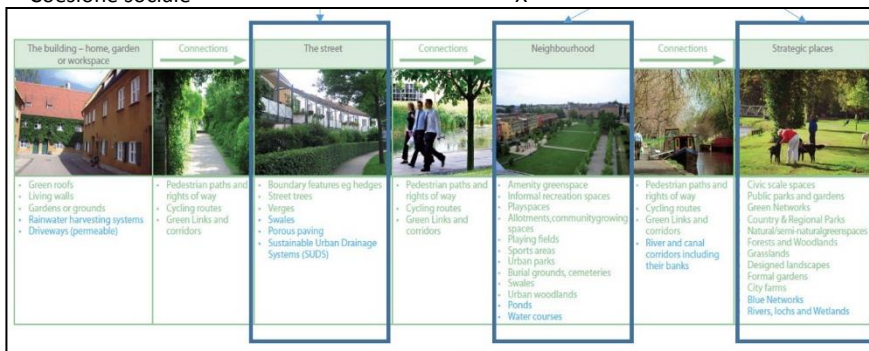 Coesione sociale X
The building – home, garden
or workspace
Connections
The street
Connections
Neighbourhood
Connections
Strategic places
• Green roofs
• Living walls
• Gardens or grounds
• Rainwater harvesting systems
• Driveways (permeable)
• Pedestrian paths and
rights of way
• Cycling routes
• Green Links and
corridors
• Boundary features eg hedges
• Street trees
• Verges
• Swales
• Porous paving
• Sustainable Urban Drainage
Systems (SUDS)
• Pedestrian paths and
rights of way
• Cycling routes
• Green Links and
corridors
• Amenity greenspace
• Informal recreation spaces
• Playspaces
• Allotments,communitygrowing
spaces
• Playing fields
• Sports areas
• Urban parks
• Burial grounds, cemeteries
• Swales
• Urban woodlands
• Ponds
• Water courses
• Pedestrian paths and
rights of way
• Cycling routes
• Green Links and
corridors
• River and canal
corridors including
their banks
• Civic scale spaces
• Public parks and gardens
• Green Networks
• Country & Regional Parks
• Natural/semi-naturalgreenspaces
• Forests and Woodlands
• Grasslands
• Designed landscapes
• Formal gardens
• City farms
• Blue Networks
• Rivers, lochs and Wetlands